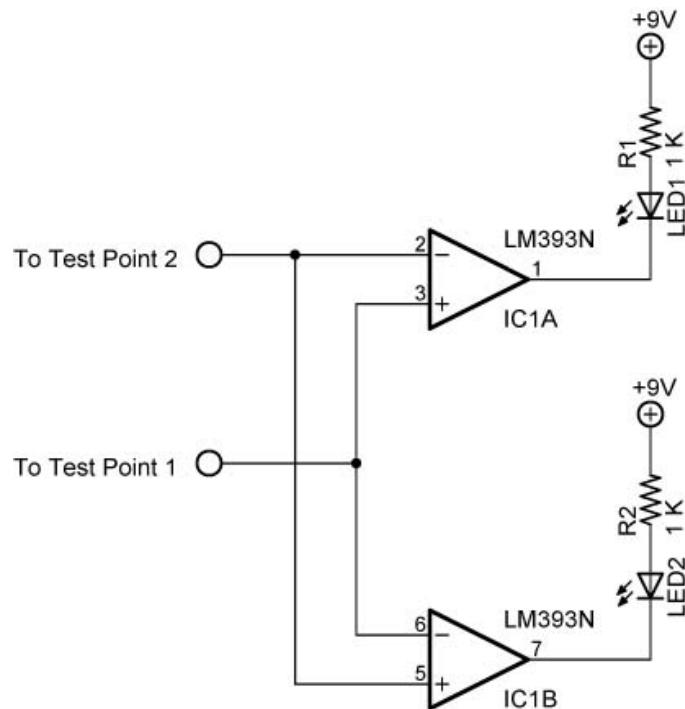 +9V
R1
1 K
LED1
LM393N
To Test Point 2
2
−
1
3
+
IC1A
+9V
To Test Point 1
R2
1 K
LED2
LM393N
6
−
7
5
+
IC1B